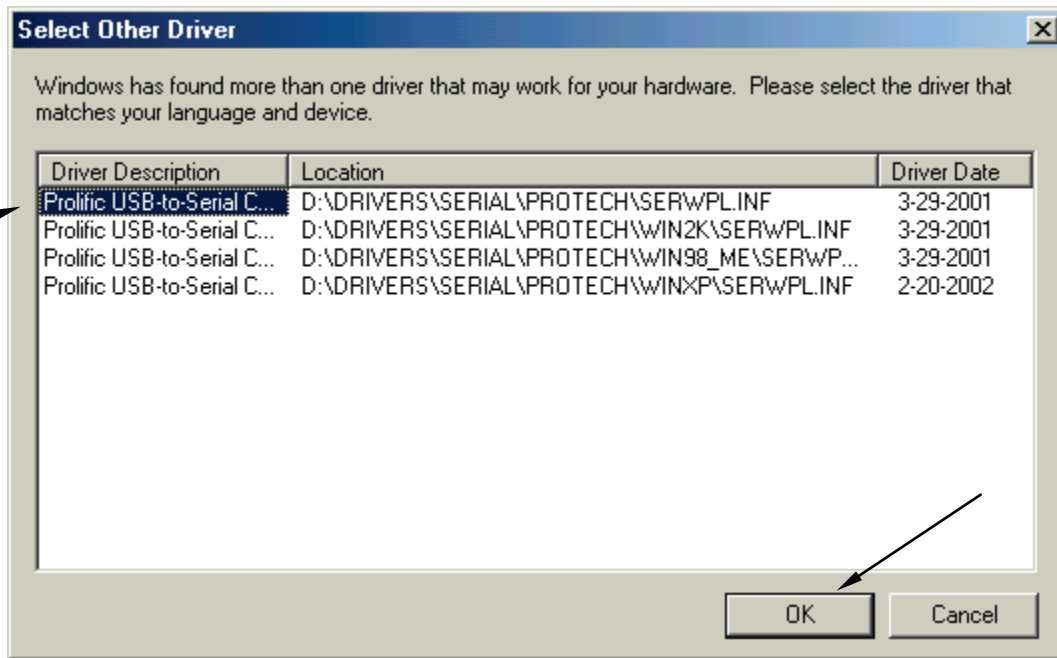 Select Other Driver
Windows has found more than one driver that may work for your hardware.  Please select the driver that
matches your language and device.
Driver Description Location Driver Date
Prolific USB-to-Serial C... D:\DRIVERS\SERIAL\PROTECH\SERWPL.INF 3-29-2001
Prolific USB-to-Serial C... D:\DRIVERS\SERIAL\PROTECH\WIN2K\SERWPL.INF 3-29-2001
Prolific USB-to-Serial C... D:\DRIVERS\SERIAL\PROTECH\WIN98_ME\SERWP... 3-29-2001
Prolific USB-to-Serial C... D:\DRIVERS\SERIAL\PROTECH\WINXP\SERWPL.INF 2-20-2002
OK Cancel